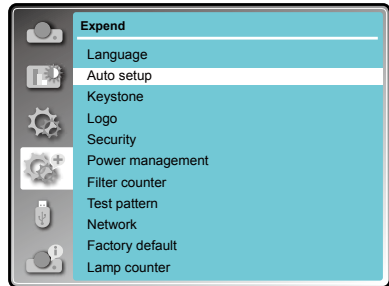 Expend
Language
Auto setup
Keystone
Logo
Security
Power management
Filter counter
Test pattern
Network
Factory default
Lamp counter